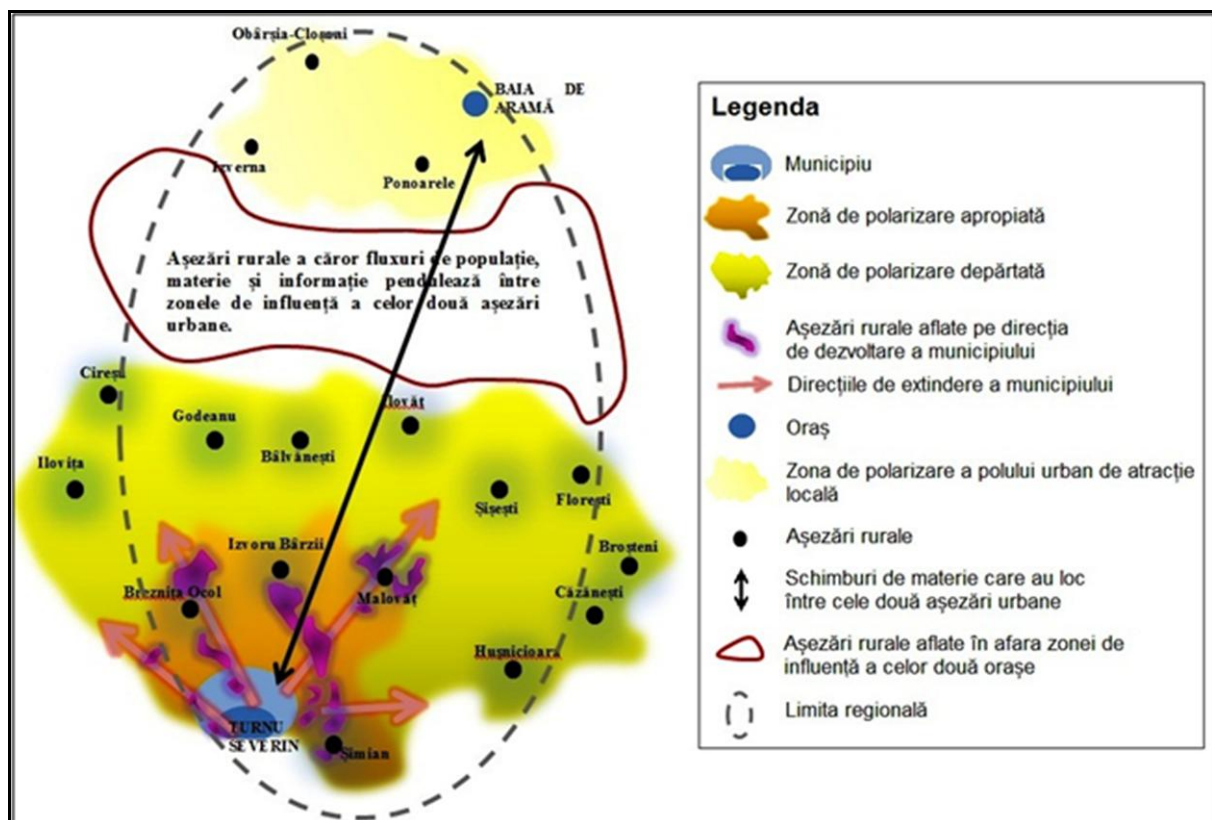 Obârșia-Cloșani
BAIA DE
ARAMĂ
Izverna
Ponoarele
Așezări rurale a căror fluxuri de populație,
materie și informație pendulează între
zonele de influență a celor două așezări
urbane.
Cireșu
Godeanu
Ilovăț
Bâlvănești
Ilovița
Șișești
Florești
Izvoru Bârzii
Broșteni
Breznița Ocol
Malovăț
Căzănești
Hușnicioara
TURNU
SEVERIN
Șimian
Legenda
Municipiu
Zonă de polarizare apropiată
Zonă de polarizare depărtată
Așezări rurale aflate pe direcția
de dezvoltare a municipiului
Direcțiile de extindere a municipiului
Oraș
Zona de polarizare a polului urban de atracție
locală
Așezări rurale
Schimburi de materie care au loc
între cele două așezări urbane
Așezări rurale aflate în afara zonei de
influență a celor două orașe
Limita regională